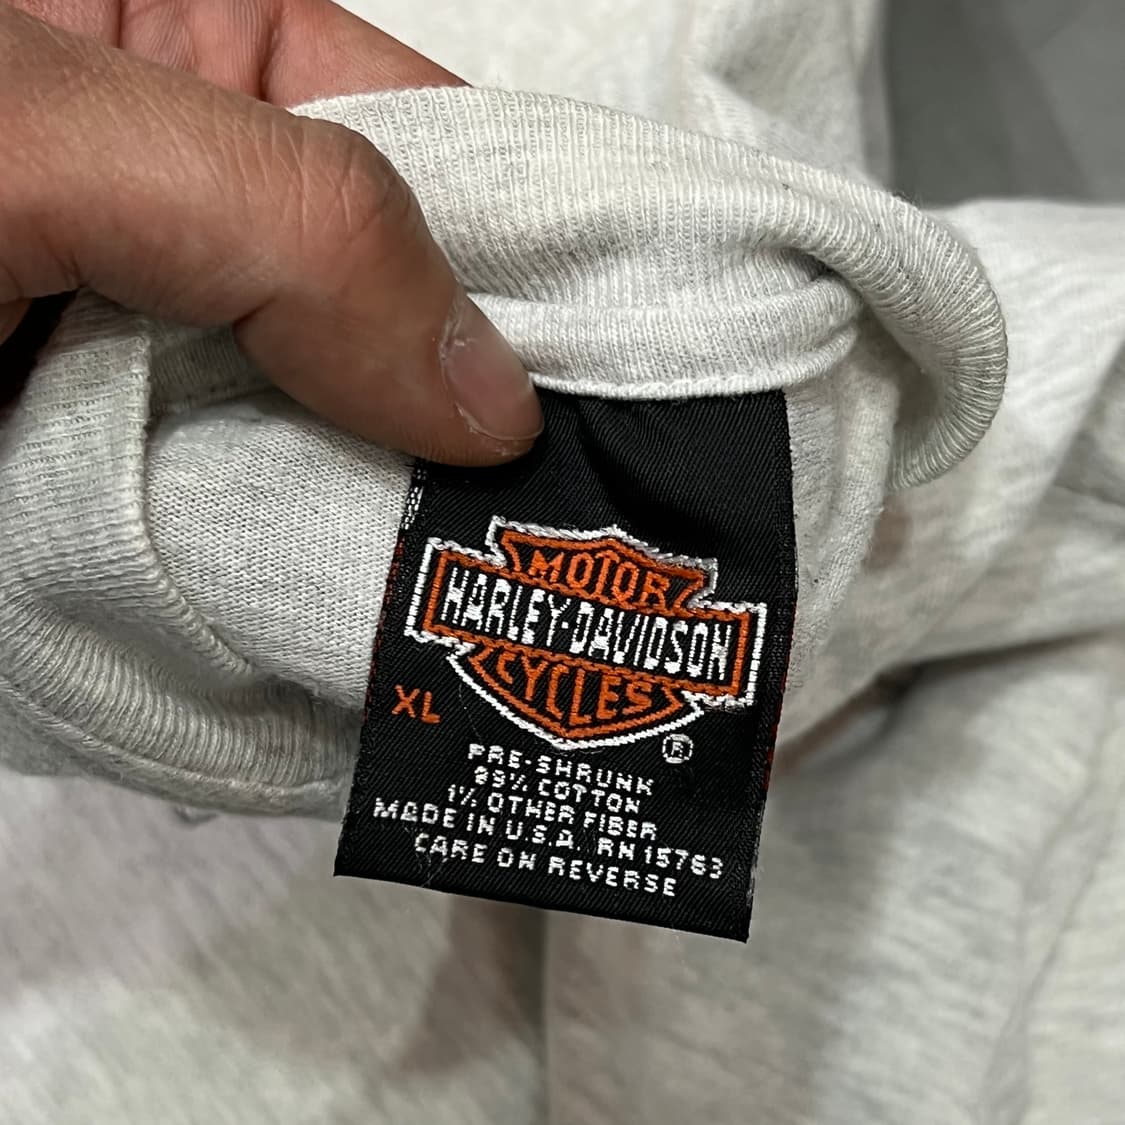 MOTOR
HARLEY-DAVIDSON
CYCLES
®
XL
PRE-SHRUNK
99% COTTON
1% OTHER FIBER
MADE IN U.S.A. RN 15763
CARE ON REVERSE